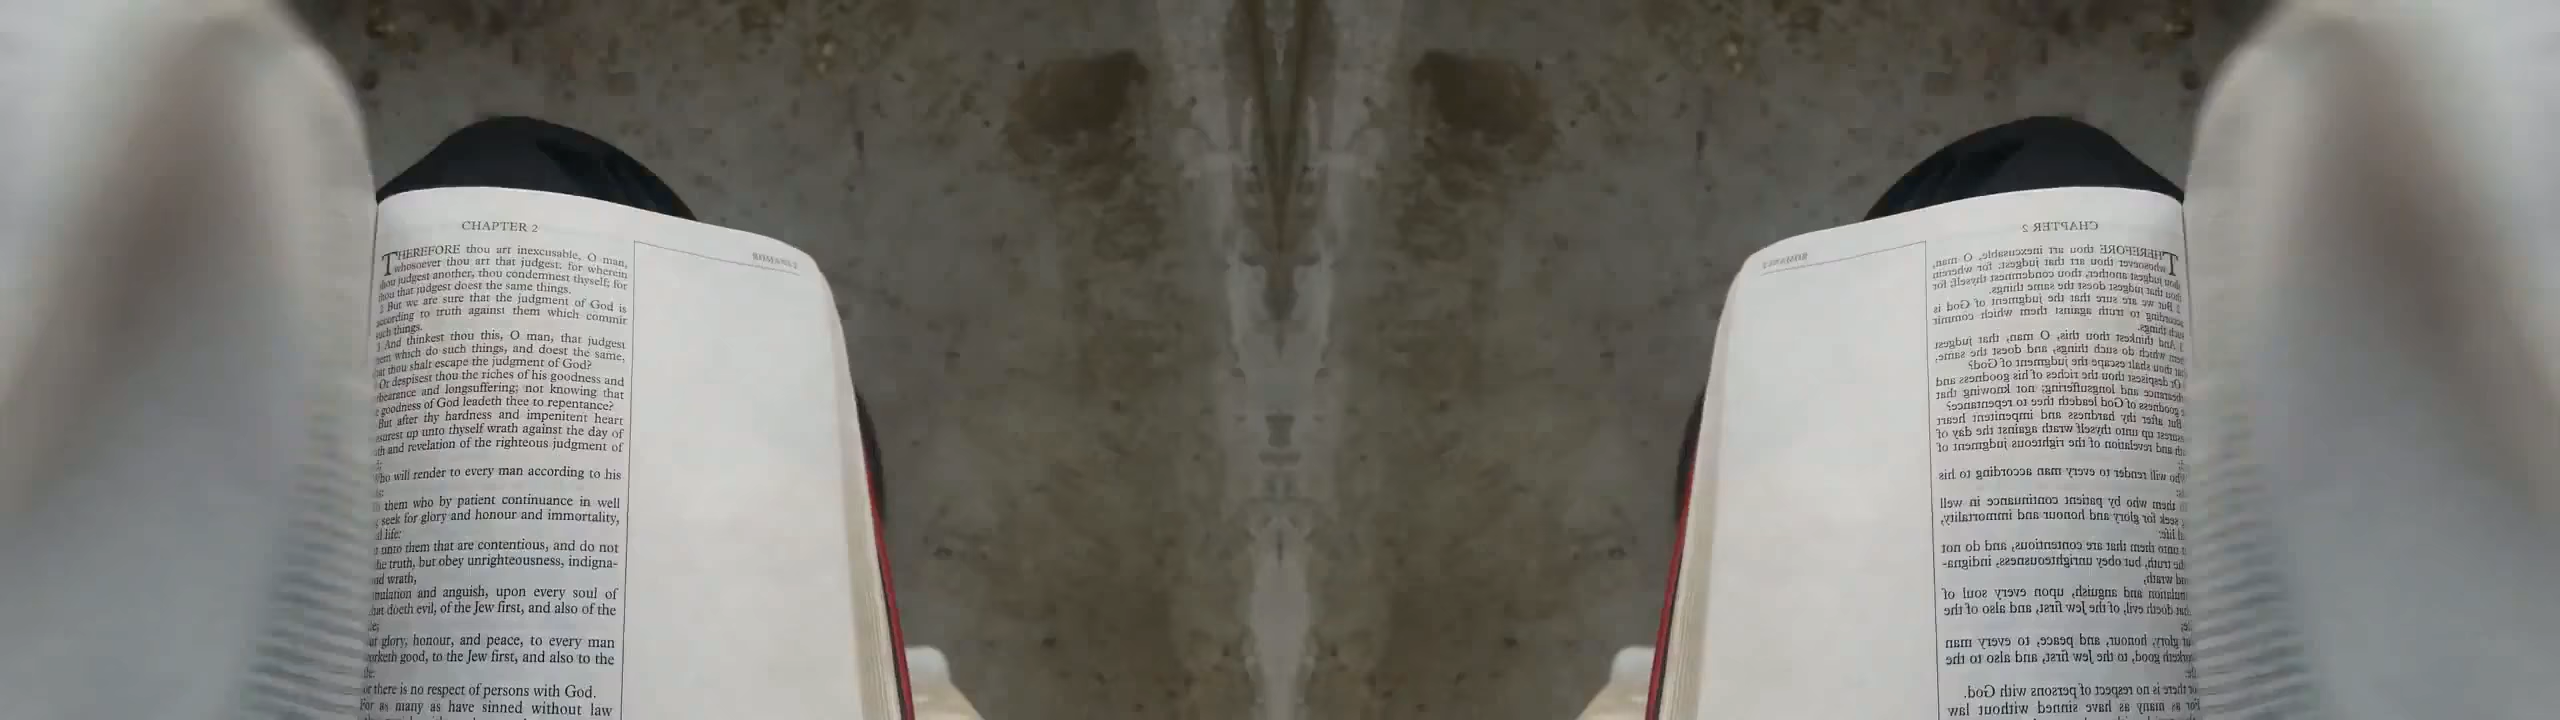 CHAPTER 2
THEREFORE thou art inexcusable, O man,
whosoever thou art that judgest: for wherein
thou judgest another, thou condemnest thyself; for
thou that judgest doest the same things.
2 But we are sure that the judgment of God is
according to truth against them which commit
such things.
3 And thinkest thou this, O man, that judgest
them which do such things, and doest the same,
that thou shalt escape the judgment of God?
Or despisest thou the riches of his goodness and
bearance and longsuffering; not knowing that
goodness of God leadeth thee to repentance?
But after thy hardness and impenitent heart
up unto thyself wrath against the day of
and revelation of the righteous judgment of
who will render to every man according to his
them who by patient continuance in well
seek for glory and honour and immortality,
life:
unto them that are contentious, and do not
the truth, but obey unrighteousness, indigna-
wrath,
and anguish, upon every soul of
that doeth evil, of the Jew first, and also of the
glory, honour, and peace, to every man
worketh good, to the Jew first, and also to the
there is no respect of persons with God.
For as many as have sinned without law